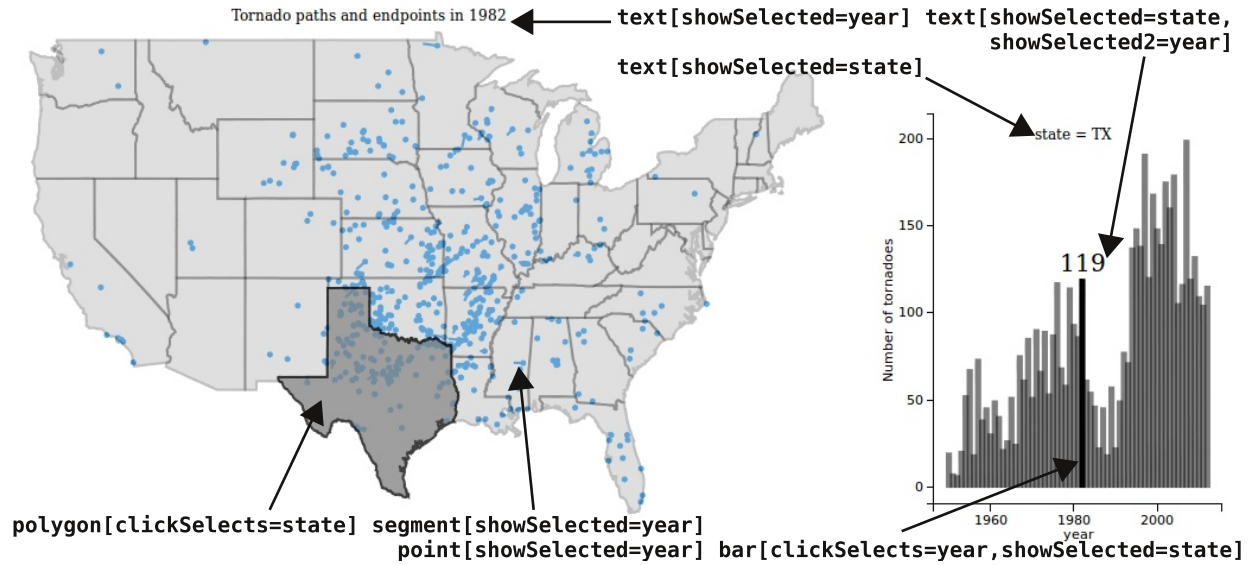 Tornado paths and endpoints in 1982
text[showSelected=year] text[showSelected=state,
showSelected2=year]
text[showSelected=state]
state = TX
119
Number of tornadoes
200
150
100
50
0
1960 1980 2000
year
polygon[clickSelects=state] segment[showSelected=year]
point[showSelected=year] bar[clickSelects=year,showSelected=state]